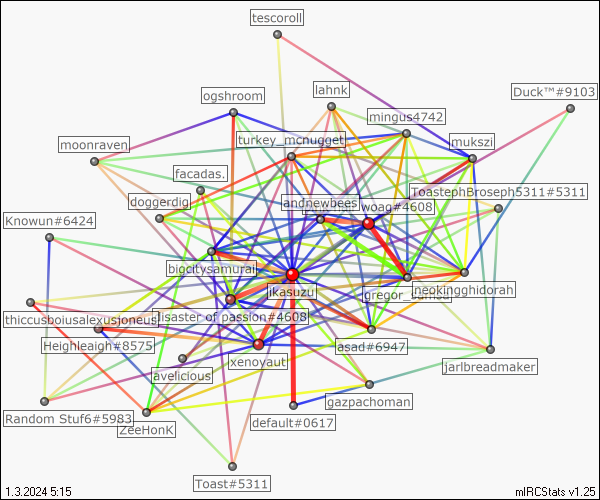 tescoroll
Duck™#9103
lahnk
ogshroom
mingus4742
turkey_mcnugget
mukszi
moonraven
facadas.
ToastephBroseph5311#5311
doggerdig
andnewbees
woag#4608
Knowun#6424
bigcitysamurai
jkasuzu
gregor_samsa
neokingghidorah
thiccusboiusalexusjoneus
disaster of passion#4608
Heighleigh#8575
asad#6947
xenovaut
jarlbreadmaker
avelicious
gazpachoman
Random Stuf6#5983
ZeeHonK
default#0617
Toast#5311
1.3.2024 5:15
mIRCStats v1.25